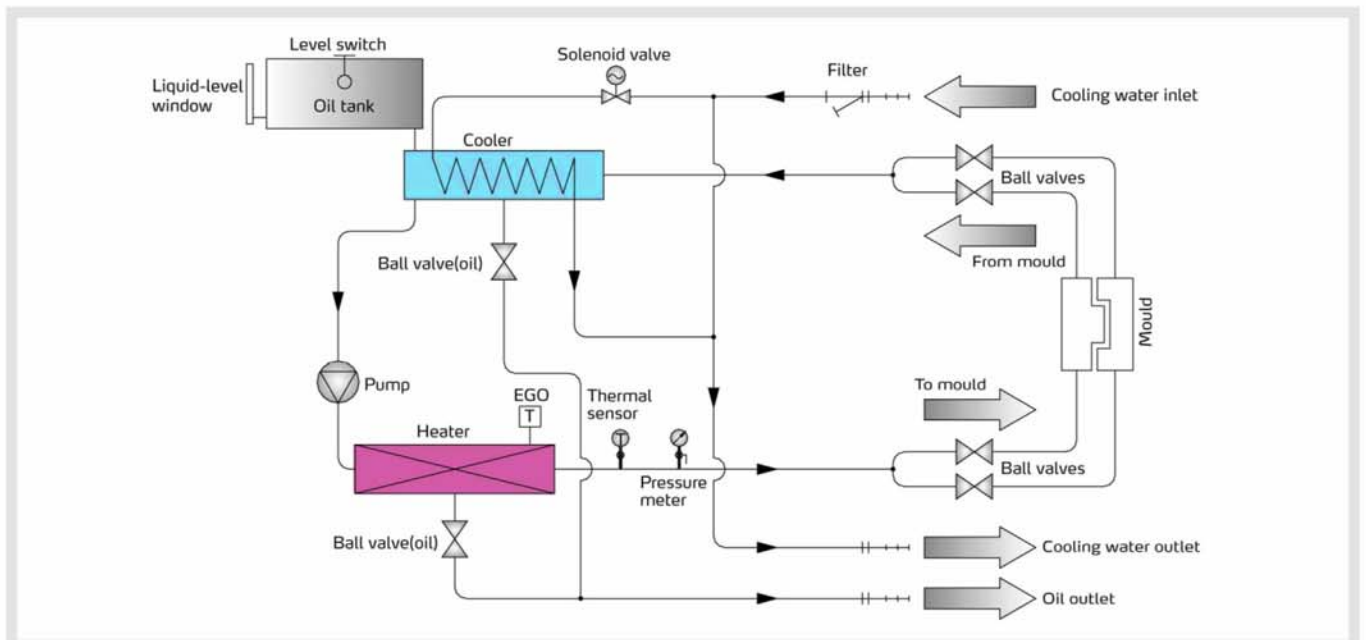 Level switch
Liquid-level
window
Oil tank
Solenoid valve
Filter
Cooling water inlet
Cooler
Ball valves
From mould
Ball valve(oil)
Mould
Pump
EGO
T
Thermal
sensor
T
To mould
Heater
Pressure
meter
Ball valves
Ball valve(oil)
Cooling water outlet
Oil outlet